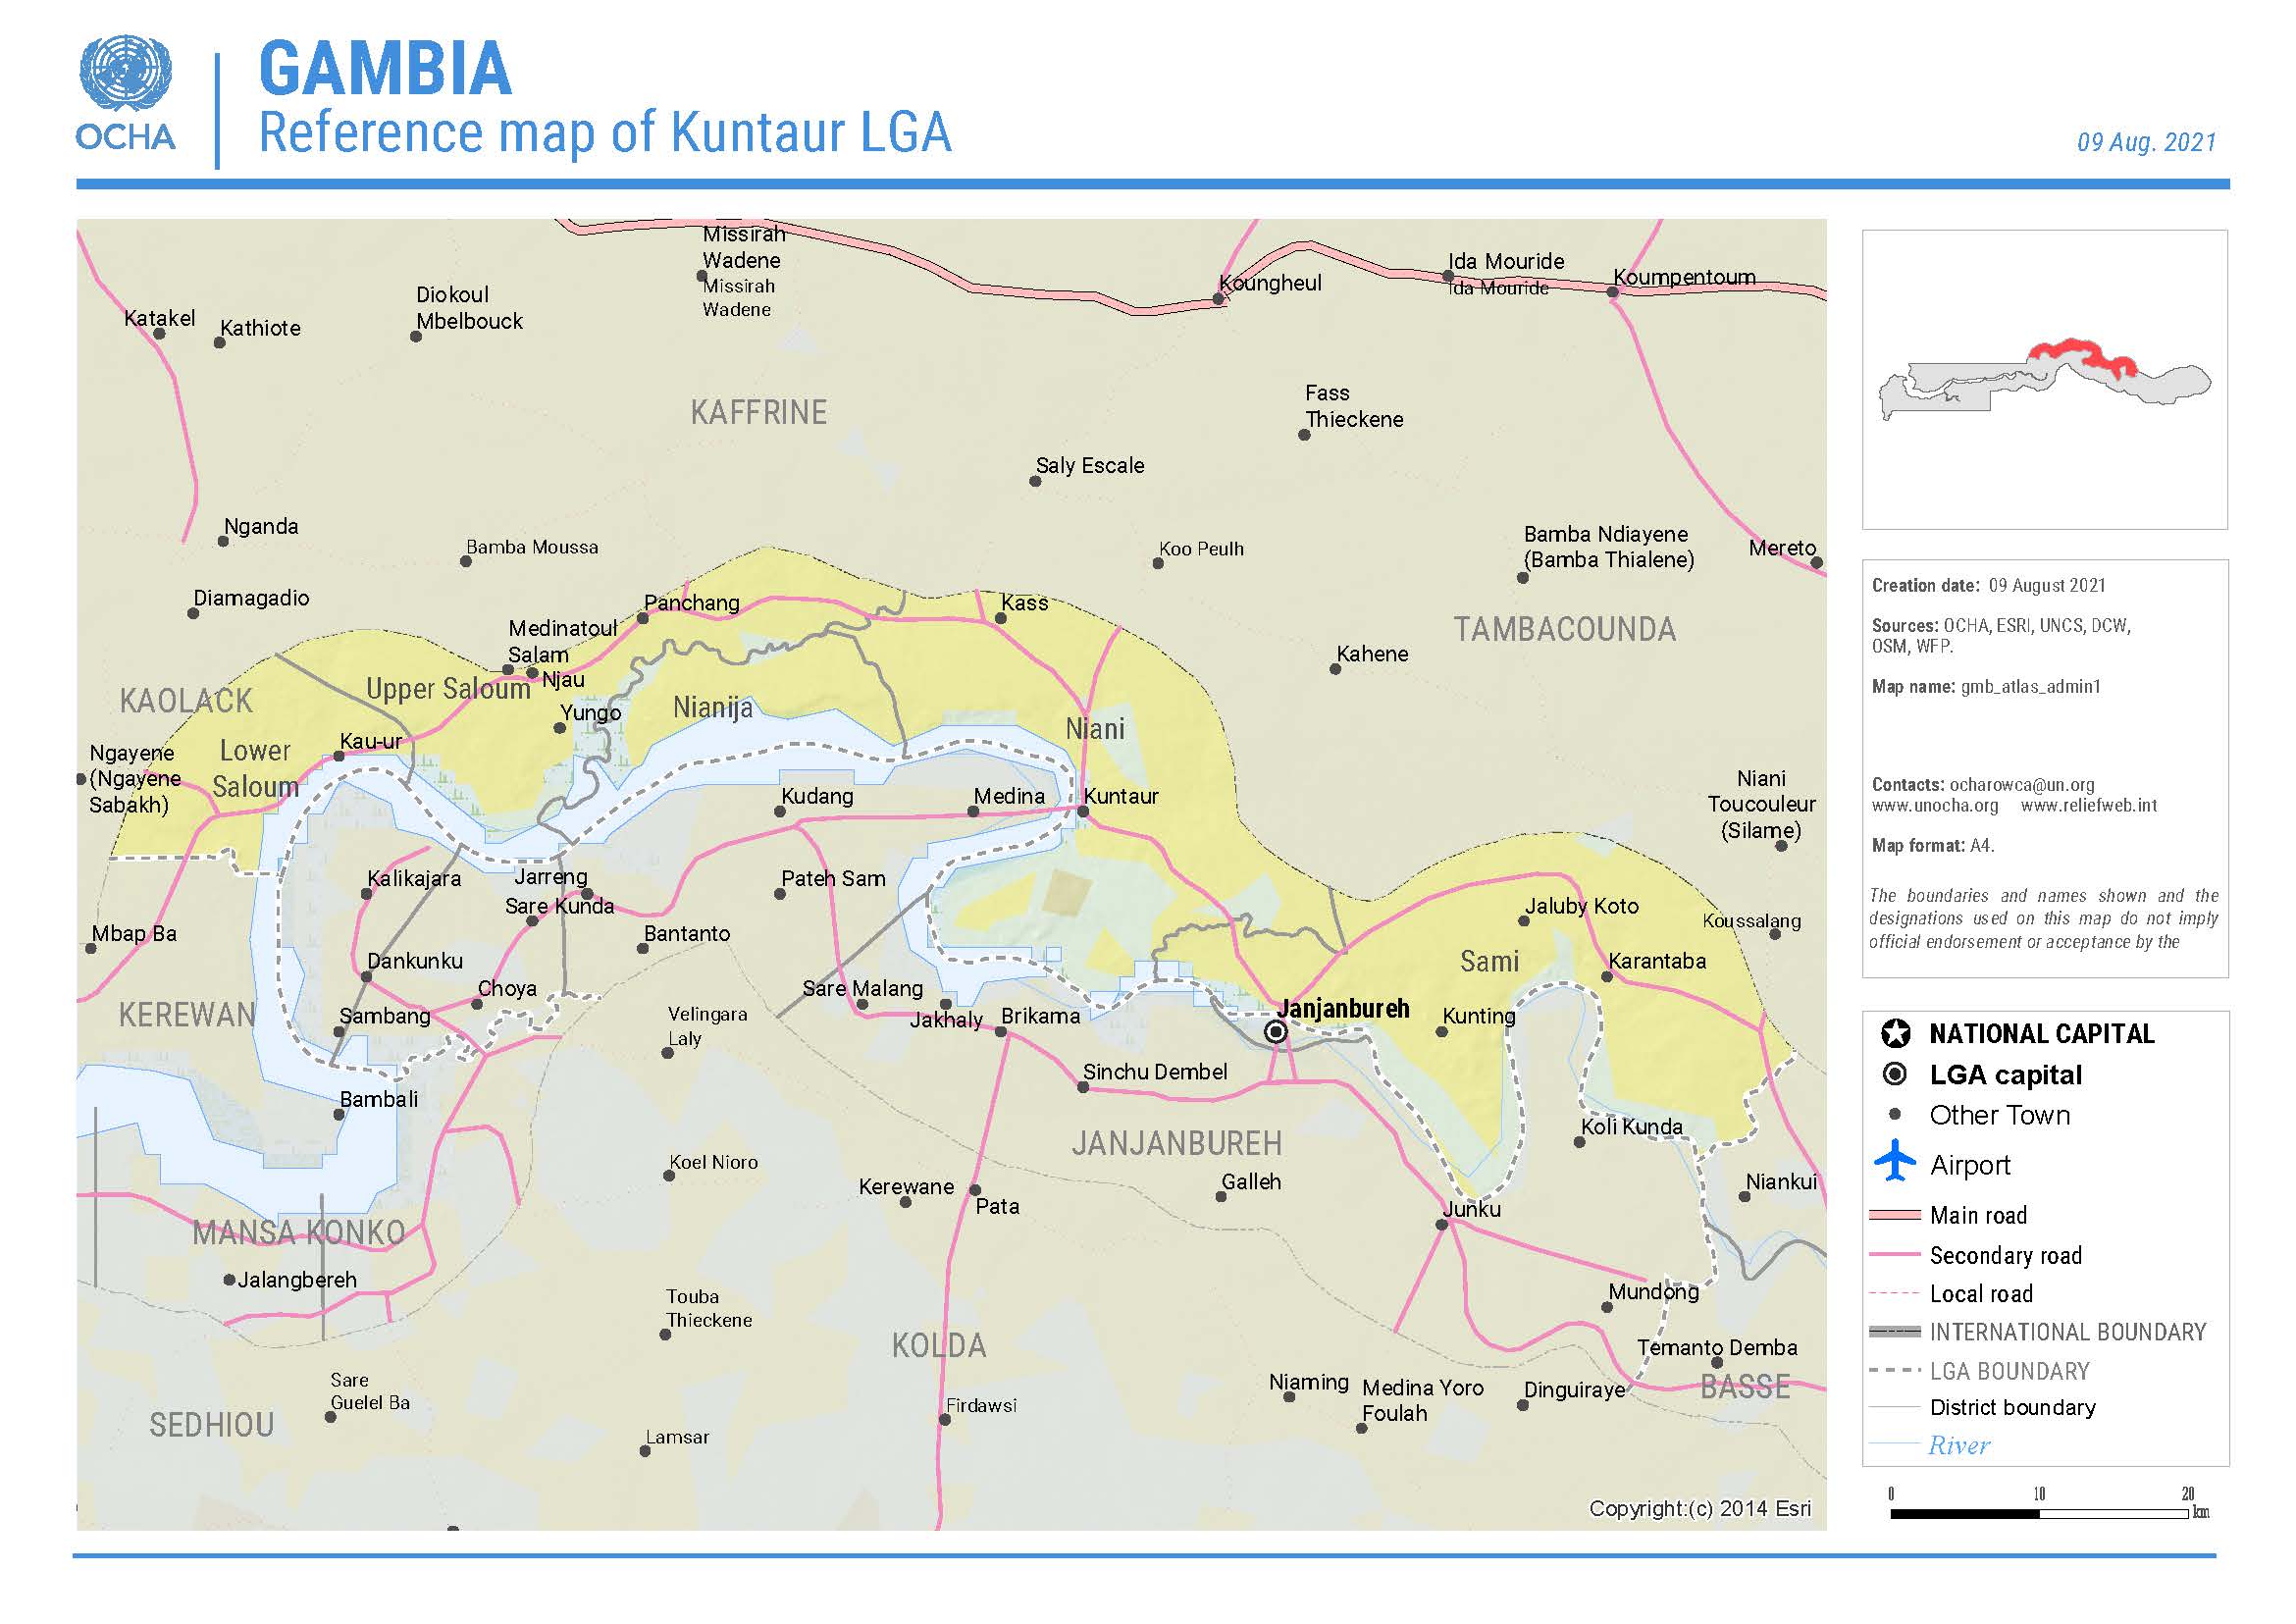 OCHA
GAMBIA
Reference map of Kuntaur LGA
09 Aug. 2021
Missirah
Wadene
Missirah
Wadene
Ida Mouride
Ida Mouride
Koumpentoum
Koungheul
Diokoul
Mbelbouck
Katakel
Kathiote
KAFFRINE
Fass
Thieckene
Saly Escale
Nganda
Bamba Moussa
Koo Peulh
Bamba Ndiayene
(Bamba Thialene)
Mereto
Diamagadio
Panchang
Kass
Medinatoul
Salam
Njau
TAMBACOUNDA
Kahene
KAOLACK
Upper Saloum
Yungo
Nianija
Niani
Kau-ur
Lower
Saloum
Ngayene
(Ngayene
Sabakh)
Kudang
Medina
Kuntaur
Niani
Toucouleur
(Silame)
Kalikajara
Jarreng
Sare Kunda
Pateh Sam
Jaluby Koto
Koussalang
Mbap Ba
Bantanto
Dankunku
Choya
Sami
Karantaba
Sare Malang
Jakhaly
Brikama
Janjanbureh
Kunting
KEREWAN
Sambang
Velingara
Laly
Sinchu Dembel
Bambali
Koli Kunda
JANJANBUREH
Koel Nioro
Kerewane
Pata
Galleh
Niankui
Junku
MANSA KONKO
Jalangbereh
Mundong
Touba
Thieckene
KOLDA
Temanto Demba
BASSE
Sare
Guelel Ba
Niaming
Medina Yoro
Foulah
Dinguiraye
Firdawsi
SEDHIOU
Lamsar
Copyright:(c) 2014 Esri
Creation date: 09 August 2021
Sources: OCHA, ESRI, UNCS, DCW,
OSM, WFP.
Map name: gmb_atlas_admin1
Contacts: ocharowca@un.org
www.unocha.org www.reliefweb.int
Map format: A4.
The boundaries and names shown and the
designations used on this map do not imply
official endorsement or acceptance by the
NATIONAL CAPITAL
LGA capital
Other Town
Airport
Main road
Secondary road
Local road
INTERNATIONAL BOUNDARY
LGA BOUNDARY
District boundary
River
0 10 20
km